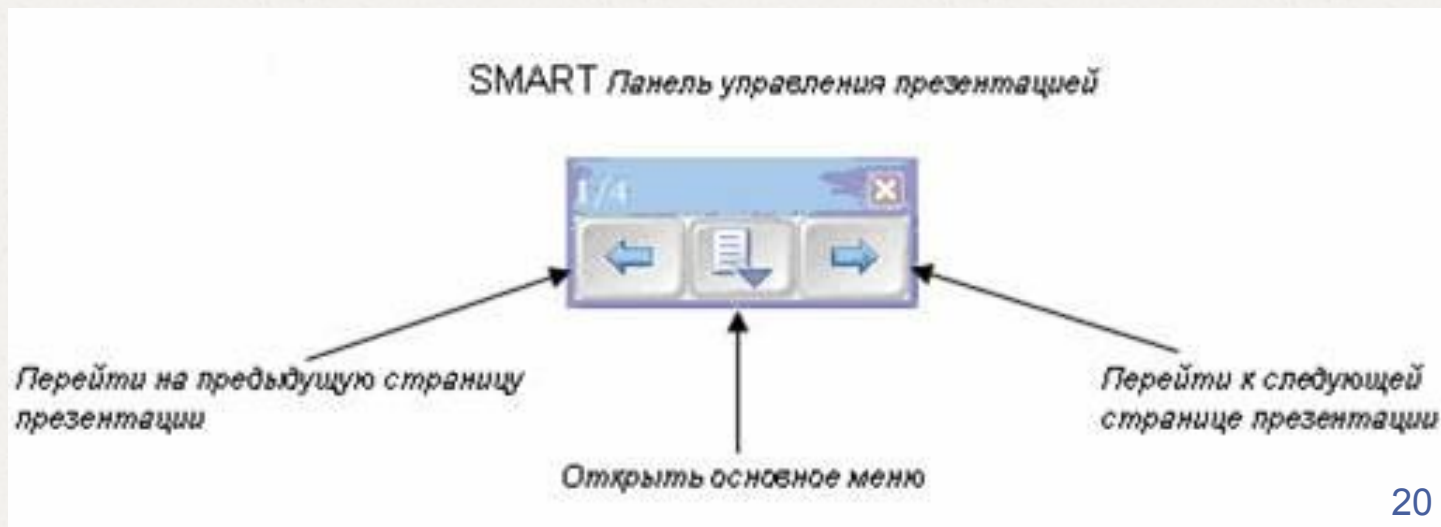 SMART Панель управления презентацией
1/4
Перейти на предыдущую страницу
презентации
Перейти к следующей
странице презентации
Открыть основное меню
20